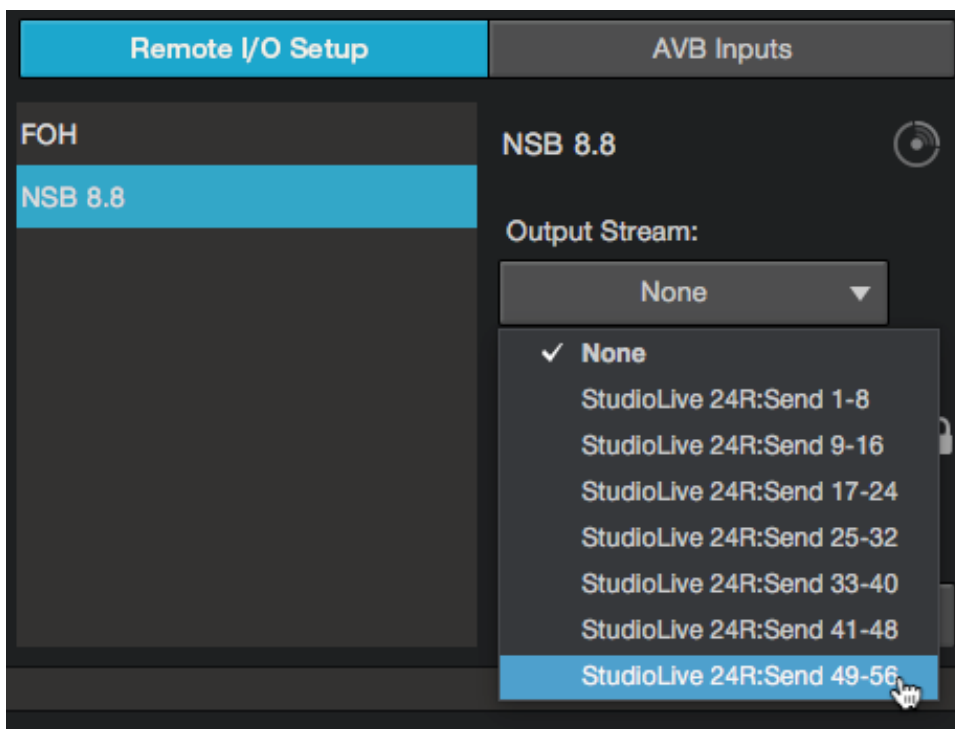 Remote I/O Setup
AVB Inputs
FOH
NSB 8.8
NSB 8.8
Output Stream:
None
None
StudioLive 24R:Send 1-8
StudioLive 24R:Send 9-16
StudioLive 24R:Send 17-24
StudioLive 24R:Send 25-32
StudioLive 24R:Send 33-40
StudioLive 24R:Send 41-48
StudioLive 24R:Send 49-56